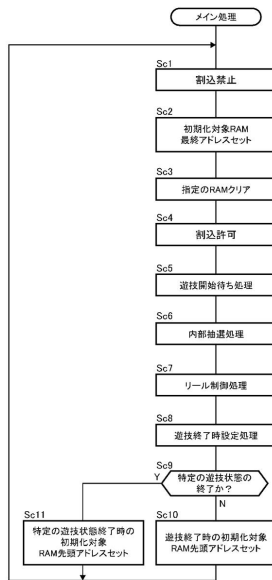 メイン処理
Sc1
割込禁止
Sc2
初期化対象RAM
最終アドレスセット
Sc3
指定のRAMクリア
Sc4
割込許可
Sc5
遊技開始待ち処理
Sc6
内部抽選処理
Sc7
リール制御処理
Sc8
遊技終了時設定処理
Sc9
Y
特定の遊技状態の
終了か?
N
Sc11
特定の遊技状態終了時の
初期化対象
RAM先頭アドレスセット
Sc10
遊技終了時の初期化対象
RAM先頭アドレスセット